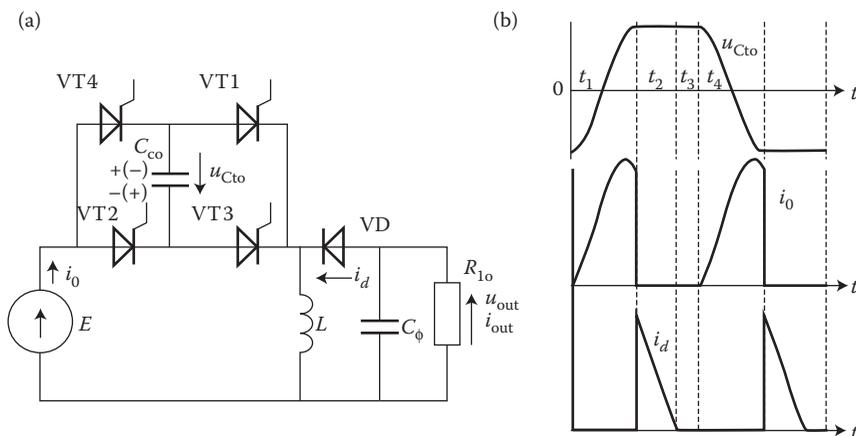 (a)
VT4
VT1
C_co
+(−)
−(+)
u_Cto
VT2
VT3
VD
i_0
i_d
R_1o
E
L
C_ϕ
u_out
i_out
(b)
u_Cto
0
t_1
t_2
t_3
t_4
t
i_0
t
i_d
t